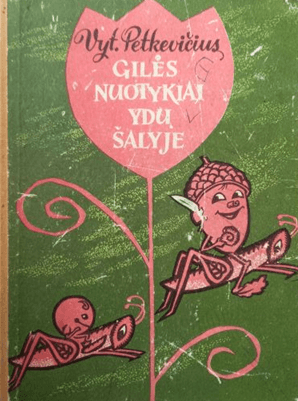 Vyt. Petkevičius
GILĖS
NUOTYKIAI
YDŲ
ŠALYJE